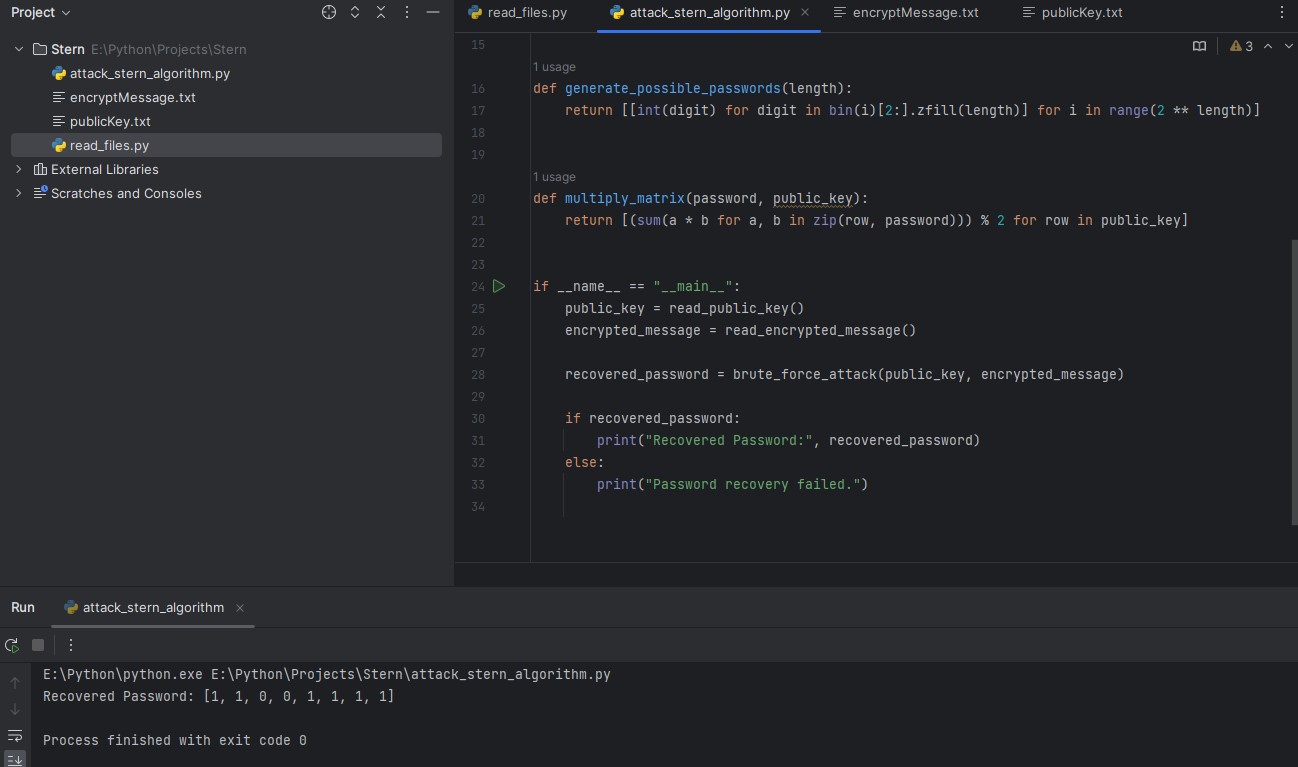 Project
Stern E:\Python\Projects\Stern
attack_stern_algorithm.py
encryptMessage.txt
publicKey.txt
read_files.py
External Libraries
Scratches and Consoles
read_files.py attack_stern_algorithm.py encryptMessage.txt publicKey.txt
3
15
1 usage
16 def generate_possible_passwords(length):
17 return [[int(digit) for digit in bin(i)[2:].zfill(length)] for i in range(2 ** length)]
18
19
1 usage
20 def multiply_matrix(password, public_key):
21 return [(sum(a * b for a, b in zip(row, password))) % 2 for row in public_key]
22
23
24 if __name__ == "__main__":
25 public_key = read_public_key()
26 encrypted_message = read_encrypted_message()
27
28 recovered_password = brute_force_attack(public_key, encrypted_message)
29
30 if recovered_password:
31 print("Recovered Password:", recovered_password)
32 else:
33 print("Password recovery failed.")
34
Run attack_stern_algorithm
E:\Python\python.exe E:\Python\Projects\Stern\attack_stern_algorithm.py
Recovered Password: [1, 1, 0, 0, 1, 1, 1, 1]
Process finished with exit code 0